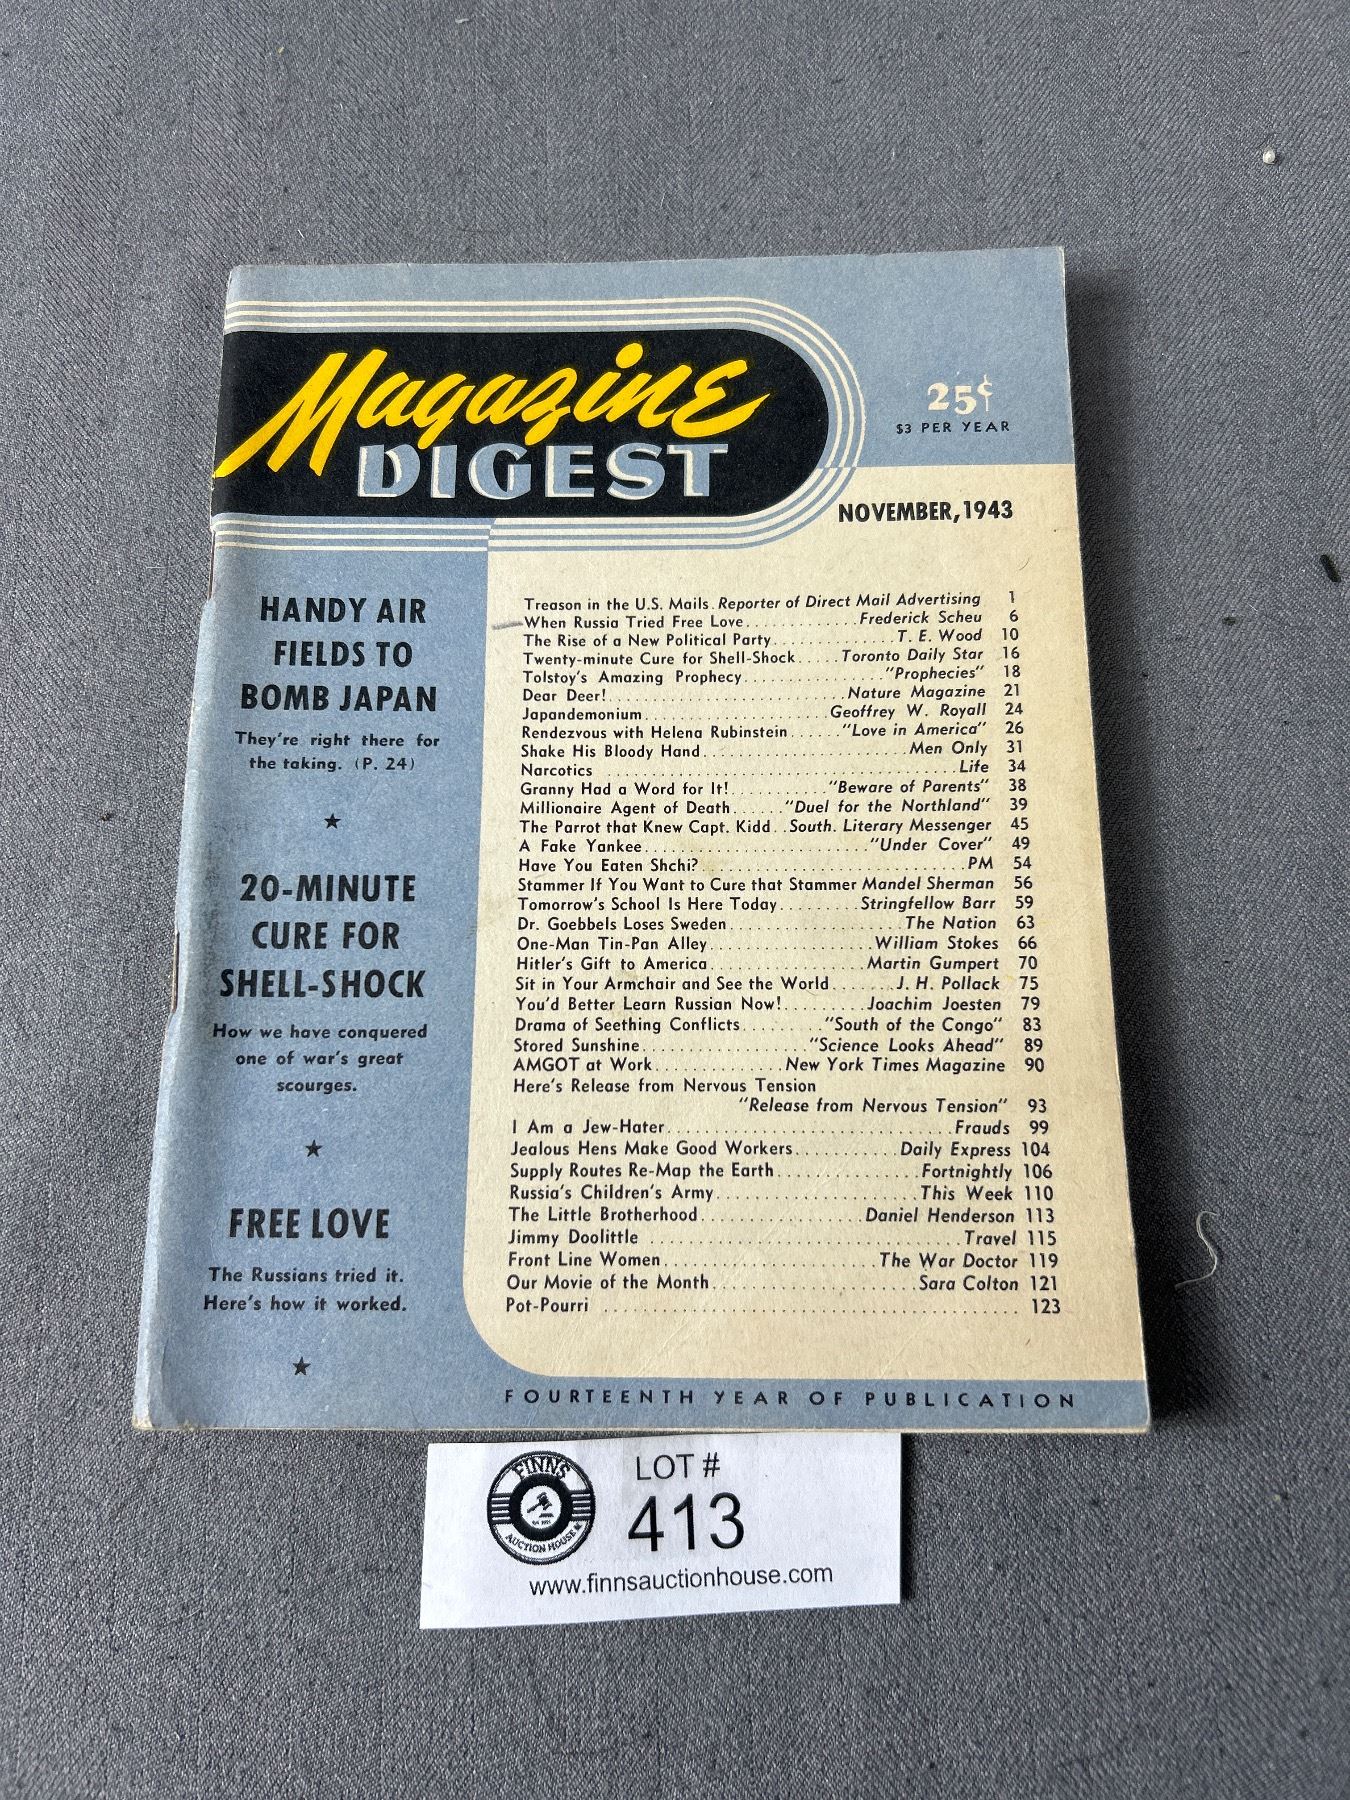 Magazine
DIGEST
25¢
$3 PER YEAR
NOVEMBER, 1943
HANDY AIR
FIELDS TO
BOMB JAPAN
They're right there for
the taking. (P. 24)
★
20-MINUTE
CURE FOR
SHELL-SHOCK
How we have conquered
one of war's great
scourges.
★
FREE LOVE
The Russians tried it.
Here's how it worked.
★
Treason in the U.S. Mails. Reporter of Direct Mail Advertising 1
When Russia Tried Free Love............Frederick Scheu 6
The Rise of a New Political Party..............T. E. Wood 10
Twenty-minute Cure for Shell-Shock.....Toronto Daily Star 16
Tolstoy's Amazing Prophecy................"Prophecies" 18
Dear Deer!...........................Nature Magazine 21
Japandemonium.....................Geoffrey W. Royall 24
Rendezvous with Helena Rubinstein......"Love in America" 26
Shake His Bloody Hand.......................Men Only 31
Narcotics ........................................Life 34
Granny Had a Word for It!..........."Beware of Parents" 38
Millionaire Agent of Death......"Duel for the Northland" 39
The Parrot that Knew Capt. Kidd..South. Literary Messenger 45
A Fake Yankee.........................."Under Cover" 49
Have You Eaten Shchi?..............................PM 54
Stammer If You Want to Cure that Stammer Mandel Sherman 56
Tomorrow's School Is Here Today.........Stringfellow Barr 59
Dr. Goebbels Loses Sweden...................The Nation 63
One-Man Tin-Pan Alley...................William Stokes 66
Hitler's Gift to America.................Martin Gumpert 70
Sit in Your Armchair and See the World.......J. H. Pollack 75
You'd Better Learn Russian Now!.........Joachim Joesten 79
Drama of Seething Conflicts........."South of the Congo" 83
Stored Sunshine..................."Science Looks Ahead" 89
AMGOT at Work..............New York Times Magazine 90
Here's Release from Nervous Tension
"Release from Nervous Tension" 93
I Am a Jew-Hater................................Frauds 99
Jealous Hens Make Good Workers...........Daily Express 104
Supply Routes Re-Map the Earth...............Fortnightly 106
Russia's Children's Army......................This Week 110
The Little Brotherhood.................Daniel Henderson 113
Jimmy Doolittle ................................Travel 115
Front Line Women.......................The War Doctor 119
Our Movie of the Month......................Sara Colton 121
Pot-Pourri ........................................ 123
FOURTEENTH YEAR OF PUBLICATION
FINNS
AUCTION HOUSE
LOT #
413
www.finnsauctionhouse.com